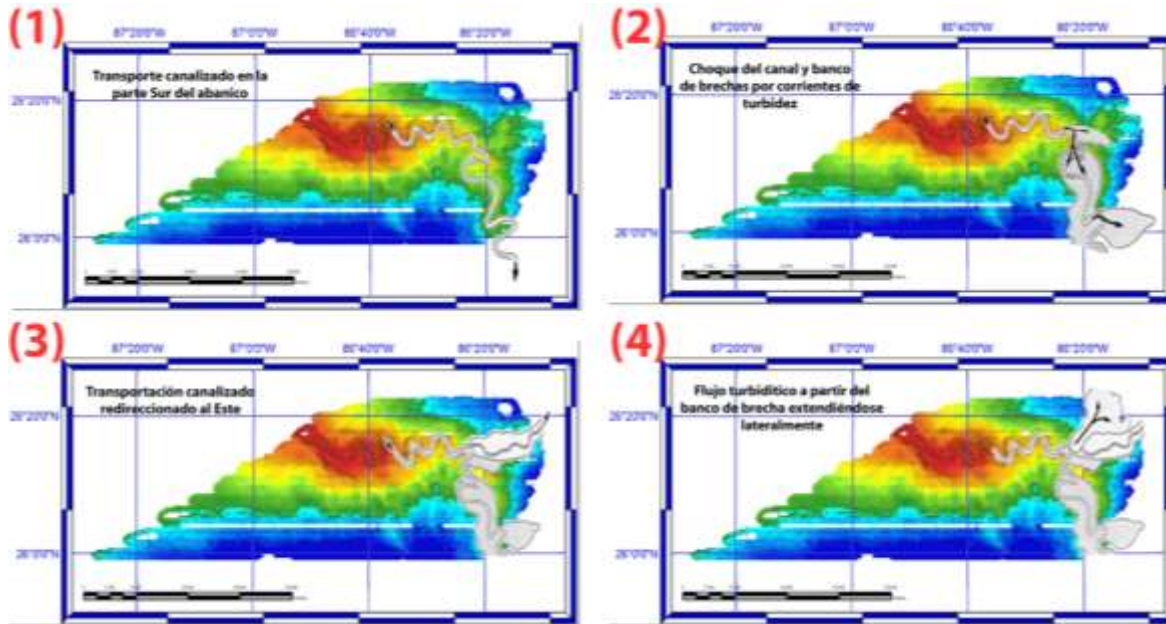 (1)
87°20'0"W 87°0'0"W 86°40'0"W 86°20'0"W
Transporte canalizado en la
parte Sur del abanico
26°20'0"N
26°0'0"N
(2)
87°20'0"W 87°0'0"W 86°40'0"W 86°20'0"W
Choque del canal y banco
de brechas por corrientes de
turbidez
26°20'0"N
26°0'0"N
(3)
87°20'0"W 87°0'0"W 86°40'0"W 86°20'0"W
Transportación canalizado
redireccionado al Este
26°20'0"N
26°0'0"N
(4)
87°20'0"W 87°0'0"W 86°40'0"W 86°20'0"W
Flujo turbidítico a partir del
banco de brecha extendiéndose
lateralmente
26°20'0"N
26°0'0"N